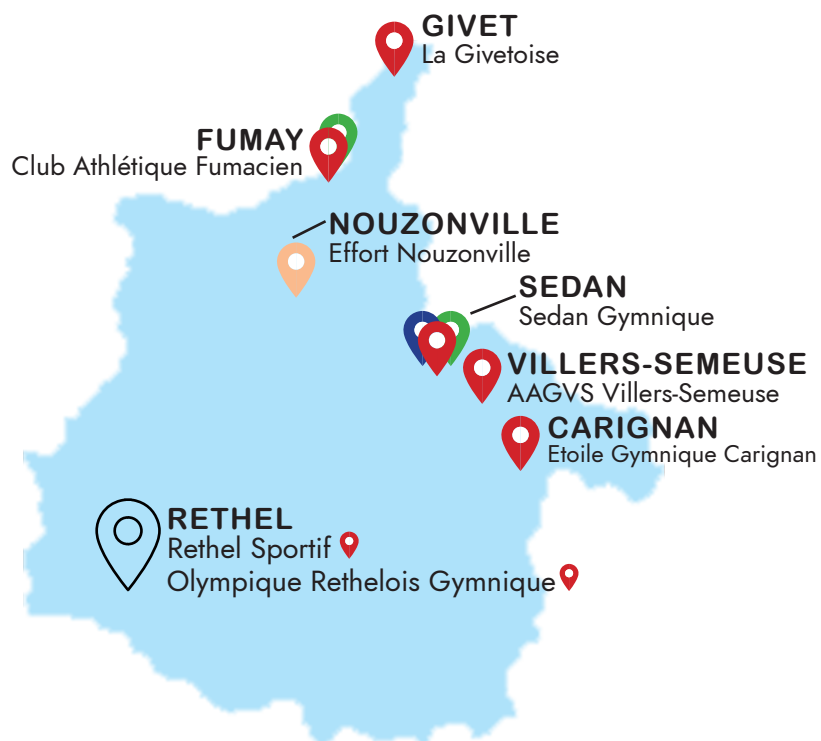 GIVET
La Givetoise
FUMAY
Club Athlétique Fumacien
NOUZONVILLE
Effort Nouzonville
SEDAN
Sedan Gymnique
VILLERS-SEMEUSE
AAGVS Villers-Semeuse
CARIGNAN
Etoile Gymnique Carignan
RETHEL
Rethel Sportif
Olympique Rethelois Gymnique